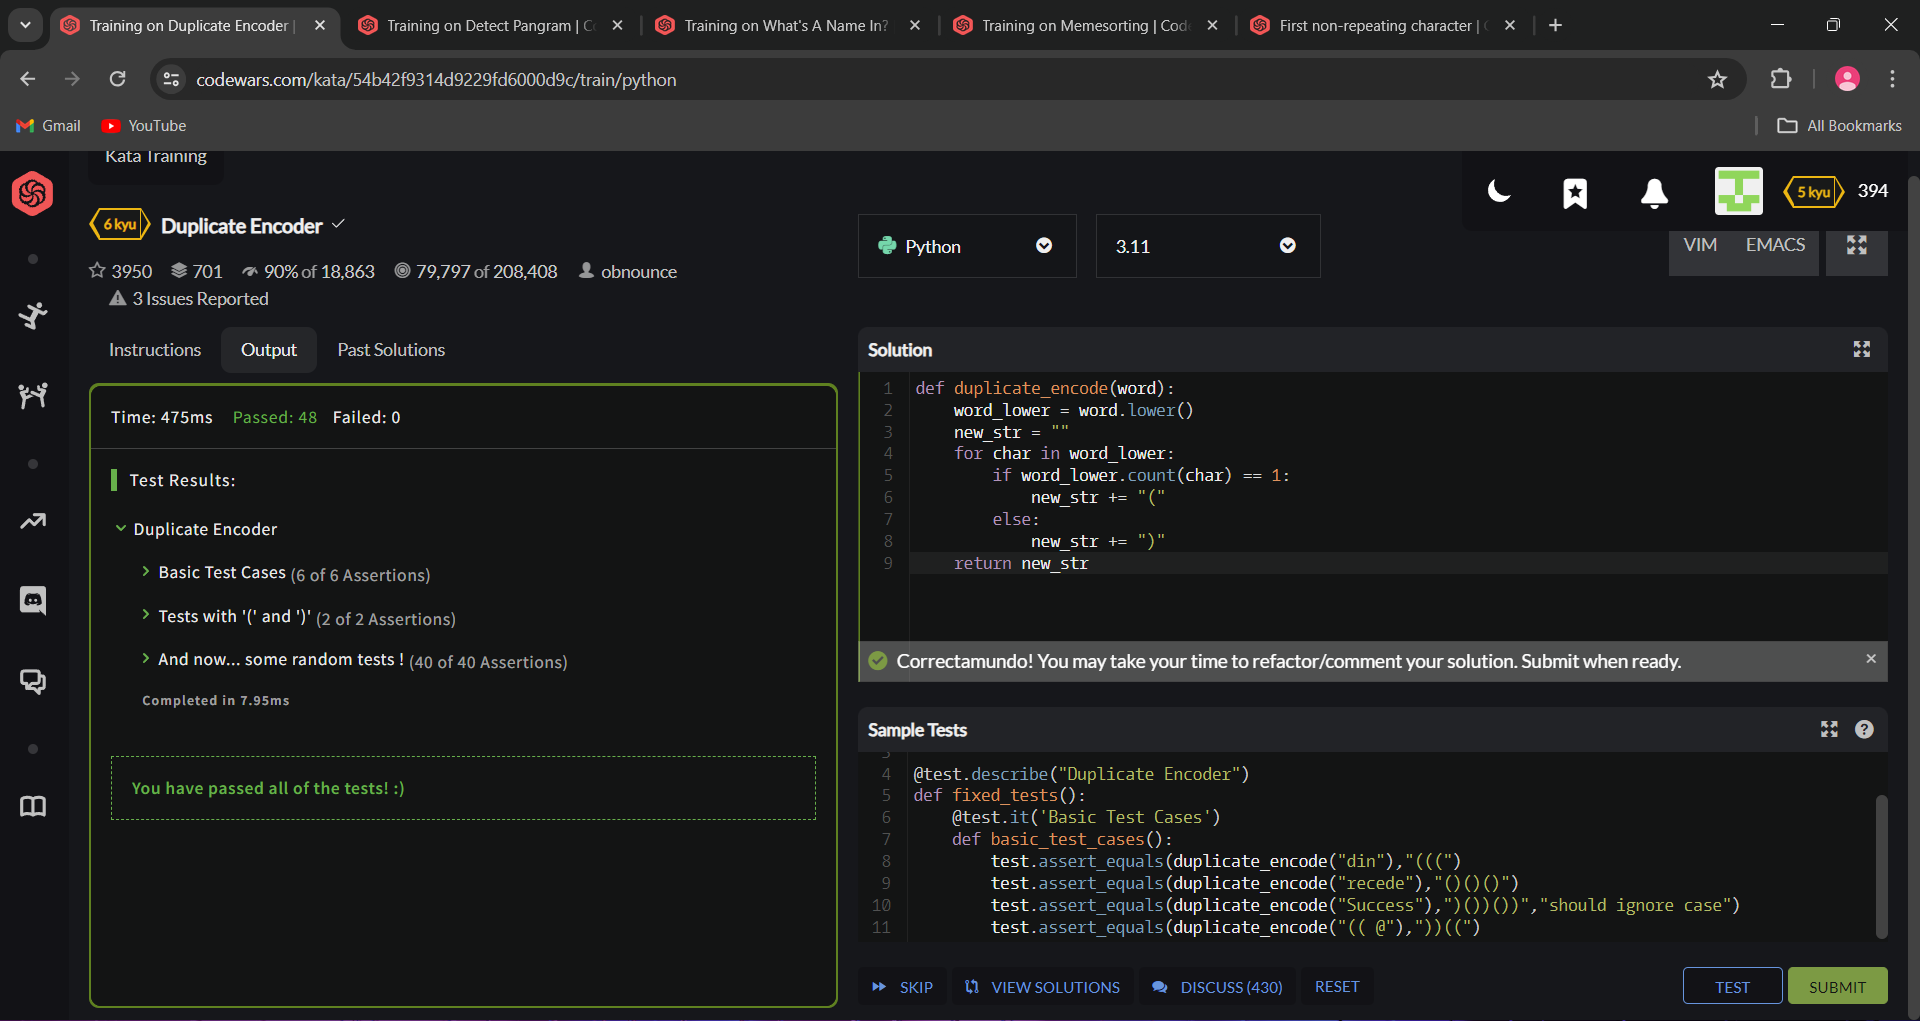 Training on Duplicate Encoder |
Training on Detect Pangram | C
Training on What's A Name In?
Training on Memesorting | Cod
First non-repeating character |
codewars.com/kata/54b42f9314d9229fd6000d9c/train/python
Gmail
YouTube
All Bookmarks
Kata Training
5 kyu
394
6 kyu
Duplicate Encoder
3950
701
90% of 18,863
79,797 of 208,408
obnounce
3 Issues Reported
Python
3.11
VIM
EMACS
Instructions
Output
Past Solutions
Time: 475ms Passed: 48 Failed: 0
Test Results:
Duplicate Encoder
Basic Test Cases (6 of 6 Assertions)
Tests with '(' and ')' (2 of 2 Assertions)
And now... some random tests ! (40 of 40 Assertions)
Completed in 7.95ms
You have passed all of the tests! :)
Solution
1 def duplicate_encode(word):
2     word_lower = word.lower()
3     new_str = ""
4     for char in word_lower:
5         if word_lower.count(char) == 1:
6             new_str += "("
7         else:
8             new_str += ")"
9     return new_str
Correctamundo! You may take your time to refactor/comment your solution. Submit when ready.
Sample Tests
3
4 @test.describe("Duplicate Encoder")
5 def fixed_tests():
6     @test.it('Basic Test Cases')
7     def basic_test_cases():
8         test.assert_equals(duplicate_encode("din"),"(((")
9         test.assert_equals(duplicate_encode("recede"),"()()()")
10         test.assert_equals(duplicate_encode("Success"),")())())","should ignore case")
11         test.assert_equals(duplicate_encode("(( @"),"))((")
SKIP
VIEW SOLUTIONS
DISCUSS (430)
RESET
TEST
SUBMIT